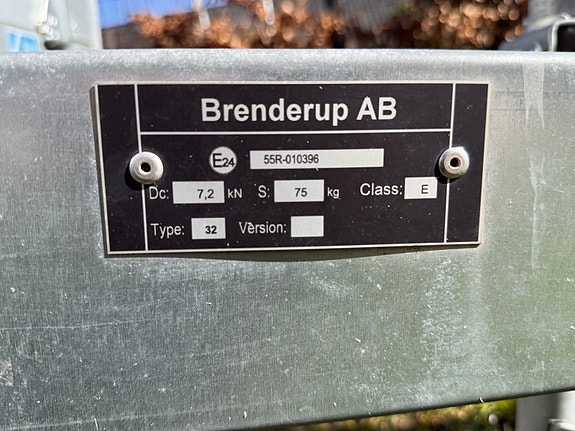 Brenderup AB
E24 55R-010396
Dc: 7,2 kN S: 75 kg Class: E
Type: 32 Version: